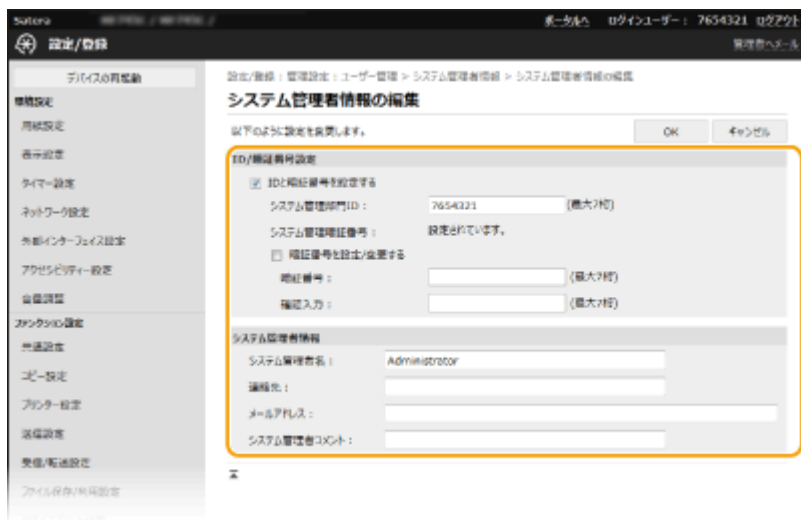 Satera
ポータルへ ログインユーザー： 7654321 ログアウト
設定/登録
管理者へメール
デバイスの再起動
設定/登録：管理設定：ユーザー管理 > システム管理者情報 > システム管理者情報の編集
環境設定
システム管理者情報の編集
用紙設定
以下のように設定を変更します。
OK
キャンセル
表示設定
ID/暗証番号設定
タイマー設定
IDと暗証番号を設定する
システム管理部門ID： 7654321 (最大7桁)
ネットワーク設定
システム管理暗証番号： 設定されています。
外部インターフェイス設定
暗証番号を設定/変更する
アクセシビリティー設定
暗証番号： (最大7桁)
音量調整
確認入力： (最大7桁)
ファンクション設定
システム管理者情報
共通設定
システム管理者名： Administrator
コピー設定
連絡先：
プリンター設定
メールアドレス：
送信設定
システム管理者コメント：
受信/転送設定
ファイル保存/利用設定